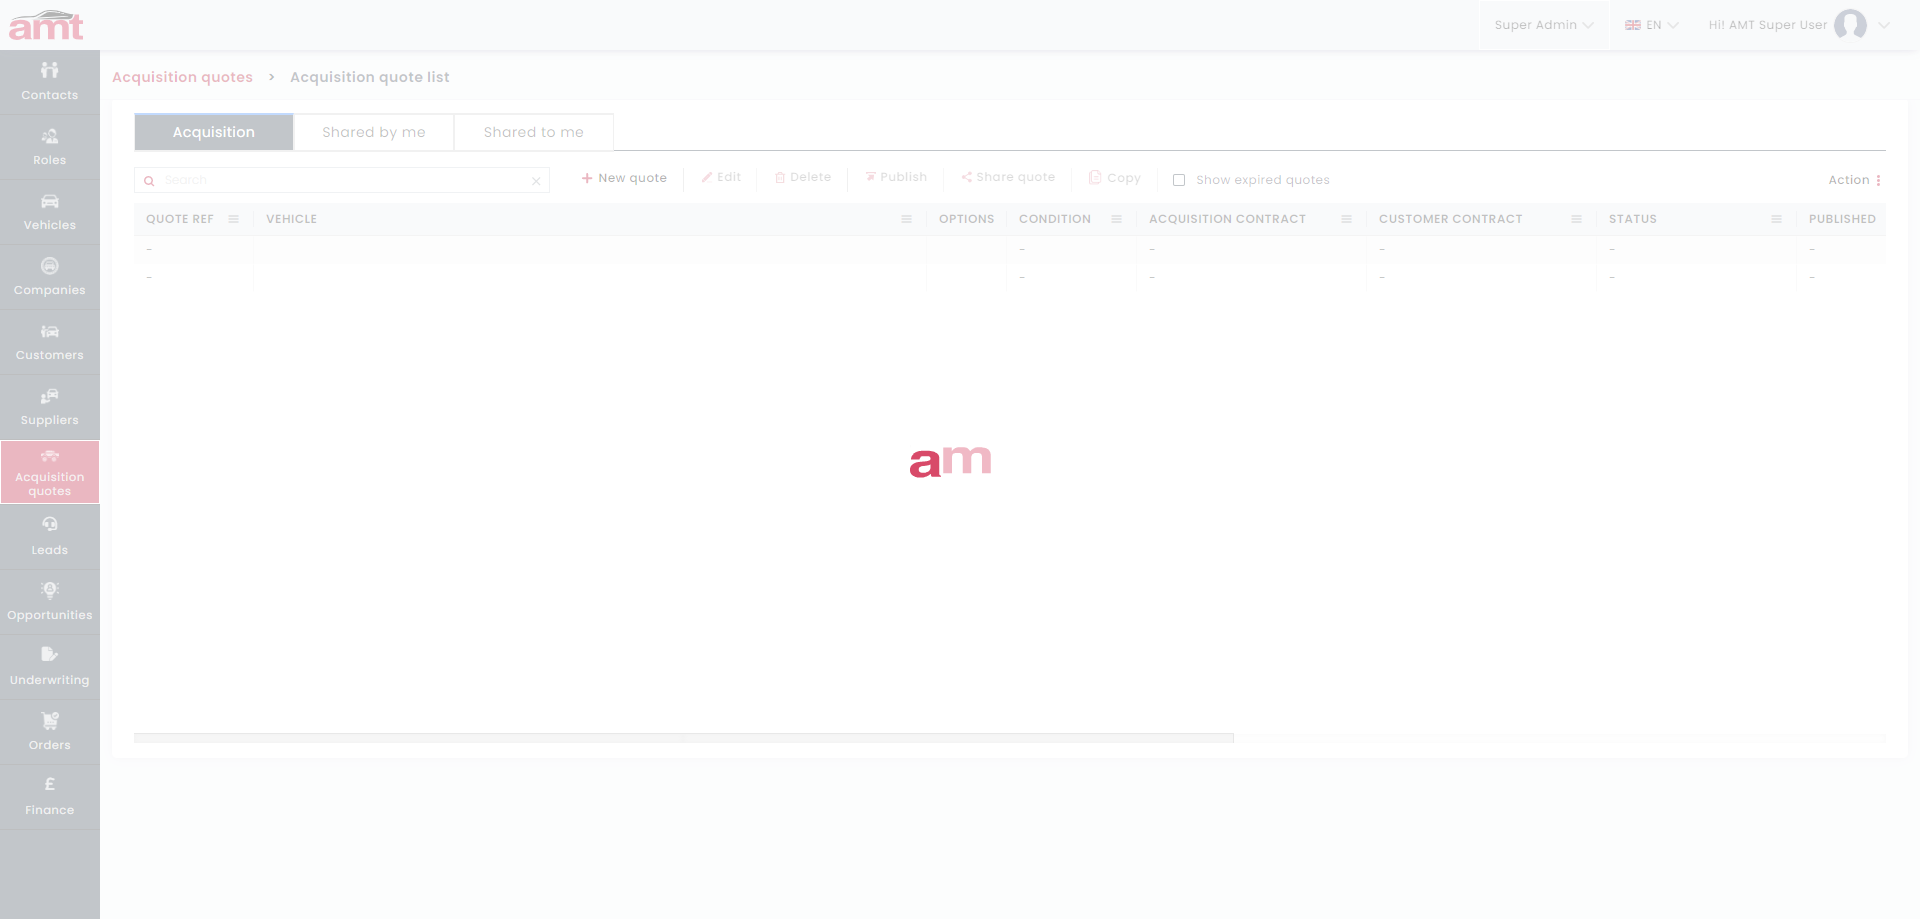 amt
Super Admin
EN
Hi! AMT Super User
Contacts
Roles
Vehicles
Companies
Customers
Suppliers
Acquisition
quotes
Leads
Opportunities
Underwriting
Orders
£
Finance
Acquisition quotes > Acquisition quote list
Acquisition
Shared by me
Shared to me
Search
New quote
Edit
Delete
Publish
Share quote
Copy
Show expired quotes
Action
QUOTE REF
VEHICLE
OPTIONS
CONDITION
ACQUISITION CONTRACT
CUSTOMER CONTRACT
STATUS
PUBLISHED
- - - - - -
- - - - - -
am